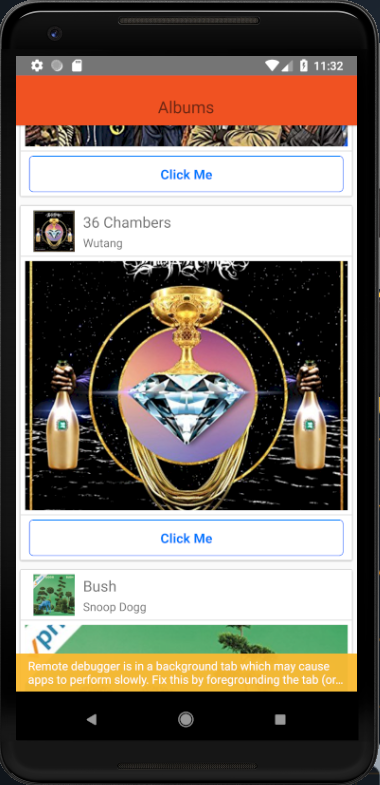 11:32
Albums
Click Me
36 Chambers
Wutang
Click Me
Bush
Snoop Dogg
Remote debugger is in a background tab which may cause
apps to perform slowly. Fix this by foregrounding the tab (or...